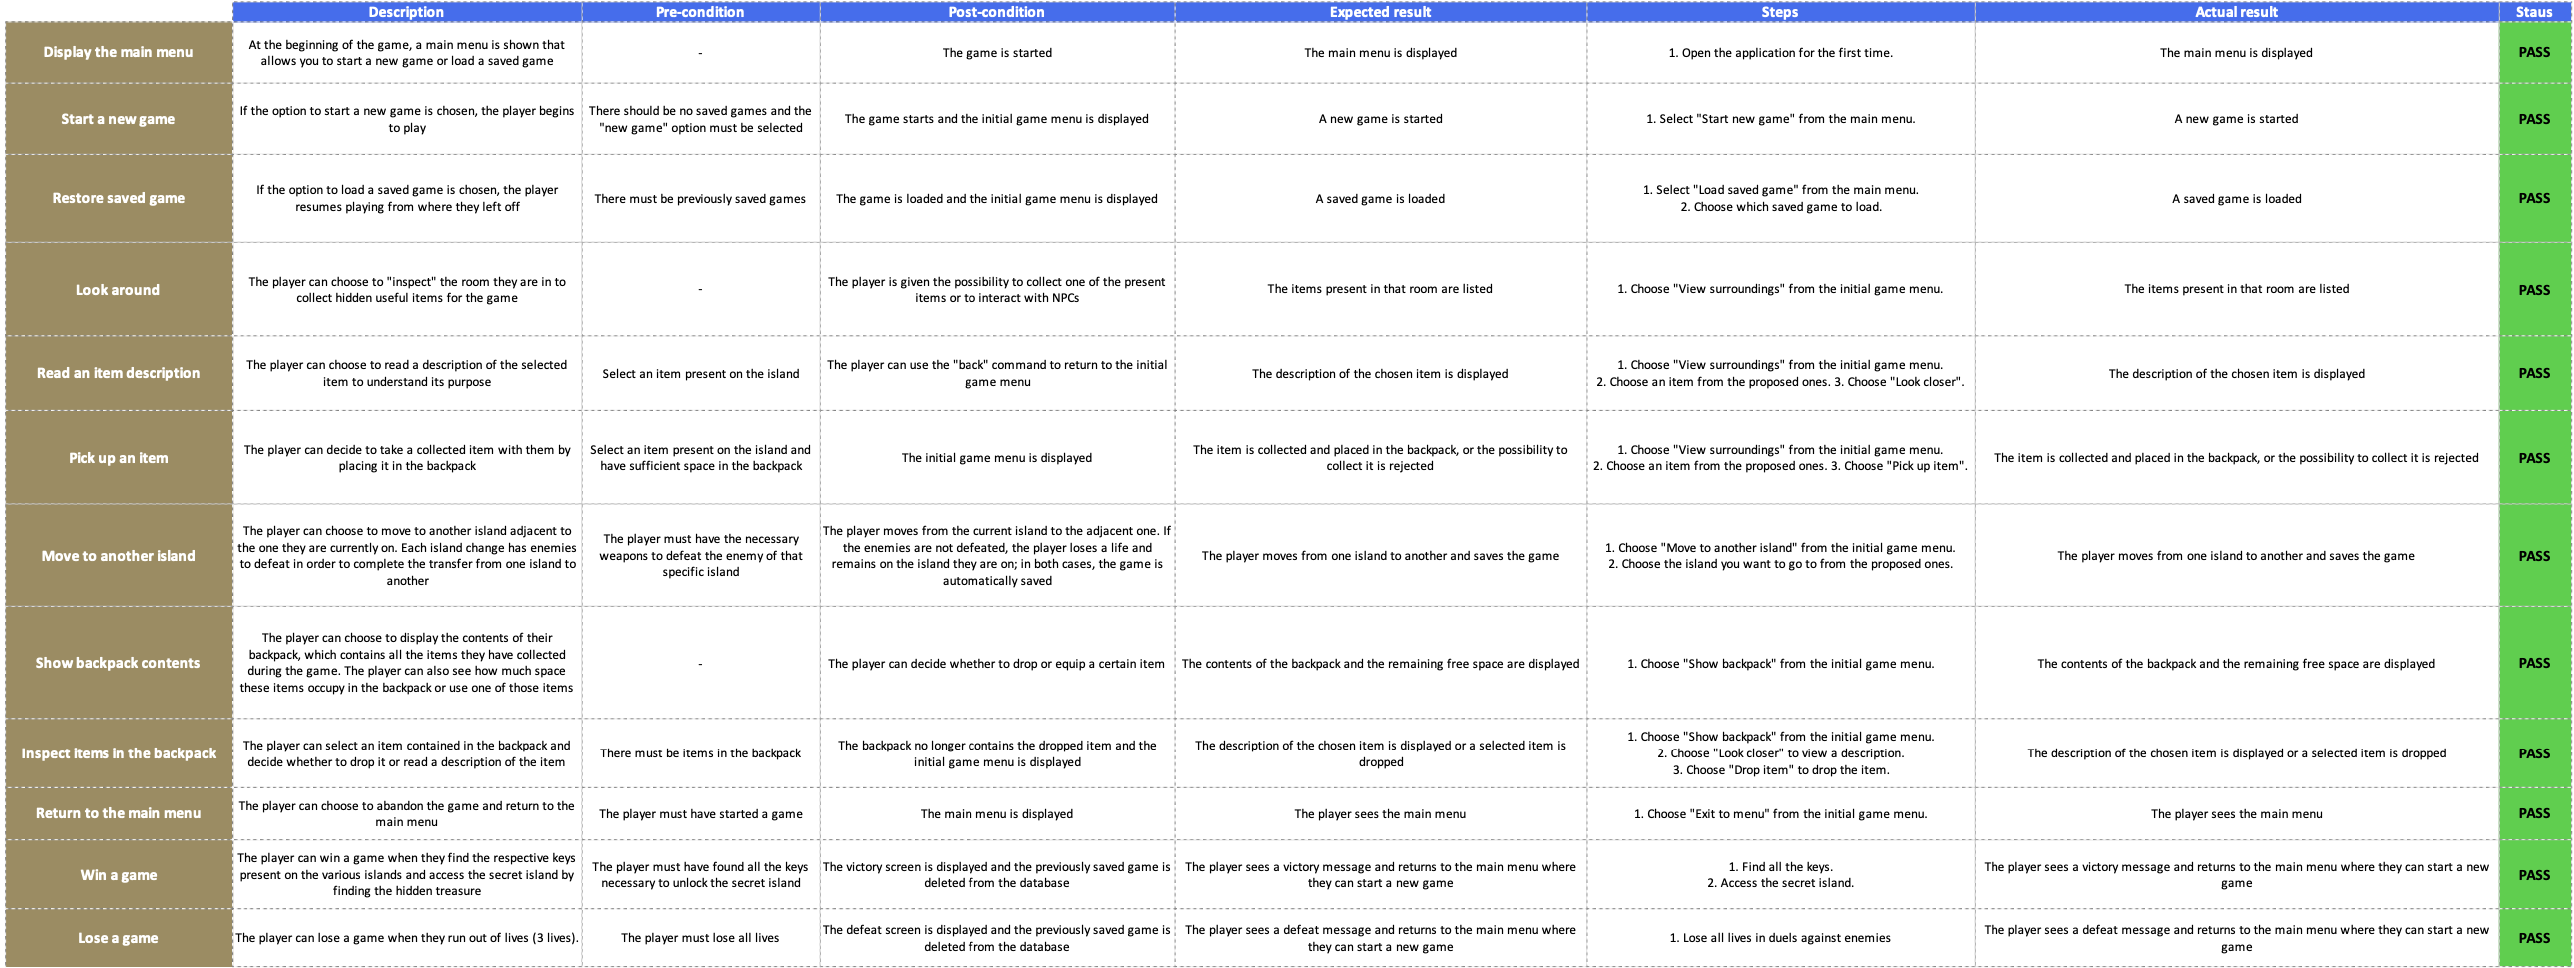 Description Pre-condition Post-condition Expected result Steps Actual result Staus
Display the main menu
At the beginning of the game, a main menu is shown that
allows you to start a new game or load a saved game
-
The game is started
The main menu is displayed
1. Open the application for the first time.
The main menu is displayed
PASS
Start a new game
If the option to start a new game is chosen, the player begins
to play
There should be no saved games and the
"new game" option must be selected
The game starts and the initial game menu is displayed
A new game is started
1. Select "Start new game" from the main menu.
A new game is started
PASS
Restore saved game
If the option to load a saved game is chosen, the player
resumes playing from where they left off
There must be previously saved games
The game is loaded and the initial game menu is displayed
A saved game is loaded
1. Select "Load saved game" from the main menu.
2. Choose which saved game to load.
A saved game is loaded
PASS
Look around
The player can choose to "inspect" the room they are in to
collect hidden useful items for the game
-
The player is given the possibility to collect one of the present
items or to interact with NPCs
The items present in that room are listed
1. Choose "View surroundings" from the initial game menu.
The items present in that room are listed
PASS
Read an item description
The player can choose to read a description of the selected
item to understand its purpose
Select an item present on the island
The player can use the "back" command to return to the initial
game menu
The description of the chosen item is displayed
1. Choose "View surroundings" from the initial game menu.
2. Choose an item from the proposed ones. 3. Choose "Look closer".
The description of the chosen item is displayed
PASS
Pick up an item
The player can decide to take a collected item with them by
placing it in the backpack
Select an item present on the island and
have sufficient space in the backpack
The initial game menu is displayed
The item is collected and placed in the backpack, or the possibility to
collect it is rejected
1. Choose "View surroundings" from the initial game menu.
2. Choose an item from the proposed ones. 3. Choose "Pick up item".
The item is collected and placed in the backpack, or the possibility to collect it is rejected
PASS
Move to another island
The player can choose to move to another island adjacent to
the one they are currently on. Each island change has enemies
to defeat in order to complete the transfer from one island to
another
The player must have the necessary
weapons to defeat the enemy of that
specific island
The player moves from the current island to the adjacent one. If
the enemies are not defeated, the player loses a life and
remains on the island they are on; in both cases, the game is
automatically saved
The player moves from one island to another and saves the game
1. Choose "Move to another island" from the initial game menu.
2. Choose the island you want to go to from the proposed ones.
The player moves from one island to another and saves the game
PASS
Show backpack contents
The player can choose to display the contents of their
backpack, which contains all the items they have collected
during the game. The player can also see how much space
these items occupy in the backpack or use one of those items
-
The player can decide whether to drop or equip a certain item
The contents of the backpack and the remaining free space are displayed
1. Choose "Show backpack" from the initial game menu.
The contents of the backpack and the remaining free space are displayed
PASS
Inspect items in the backpack
The player can select an item contained in the backpack and
decide whether to drop it or read a description of the item
There must be items in the backpack
The backpack no longer contains the dropped item and the
initial game menu is displayed
The description of the chosen item is displayed or a selected item is
dropped
1. Choose "Show backpack" from the initial game menu.
2. Choose "Look closer" to view a description.
3. Choose "Drop item" to drop the item.
The description of the chosen item is displayed or a selected item is dropped
PASS
Return to the main menu
The player can choose to abandon the game and return to the
main menu
The player must have started a game
The main menu is displayed
The player sees the main menu
1. Choose "Exit to menu" from the initial game menu.
The player sees the main menu
PASS
Win a game
The player can win a game when they find the respective keys
present on the various islands and access the secret island by
finding the hidden treasure
The player must have found all the keys
necessary to unlock the secret island
The victory screen is displayed and the previously saved game is
deleted from the database
The player sees a victory message and returns to the main menu where
they can start a new game
1. Find all the keys.
2. Access the secret island.
The player sees a victory message and returns to the main menu where they can start a new
game
PASS
Lose a game
The player can lose a game when they run out of lives (3 lives).
The player must lose all lives
The defeat screen is displayed and the previously saved game is
deleted from the database
The player sees a defeat message and returns to the main menu where
they can start a new game
1. Lose all lives in duels against enemies
The player sees a defeat message and returns to the main menu where they can start a new
game
PASS